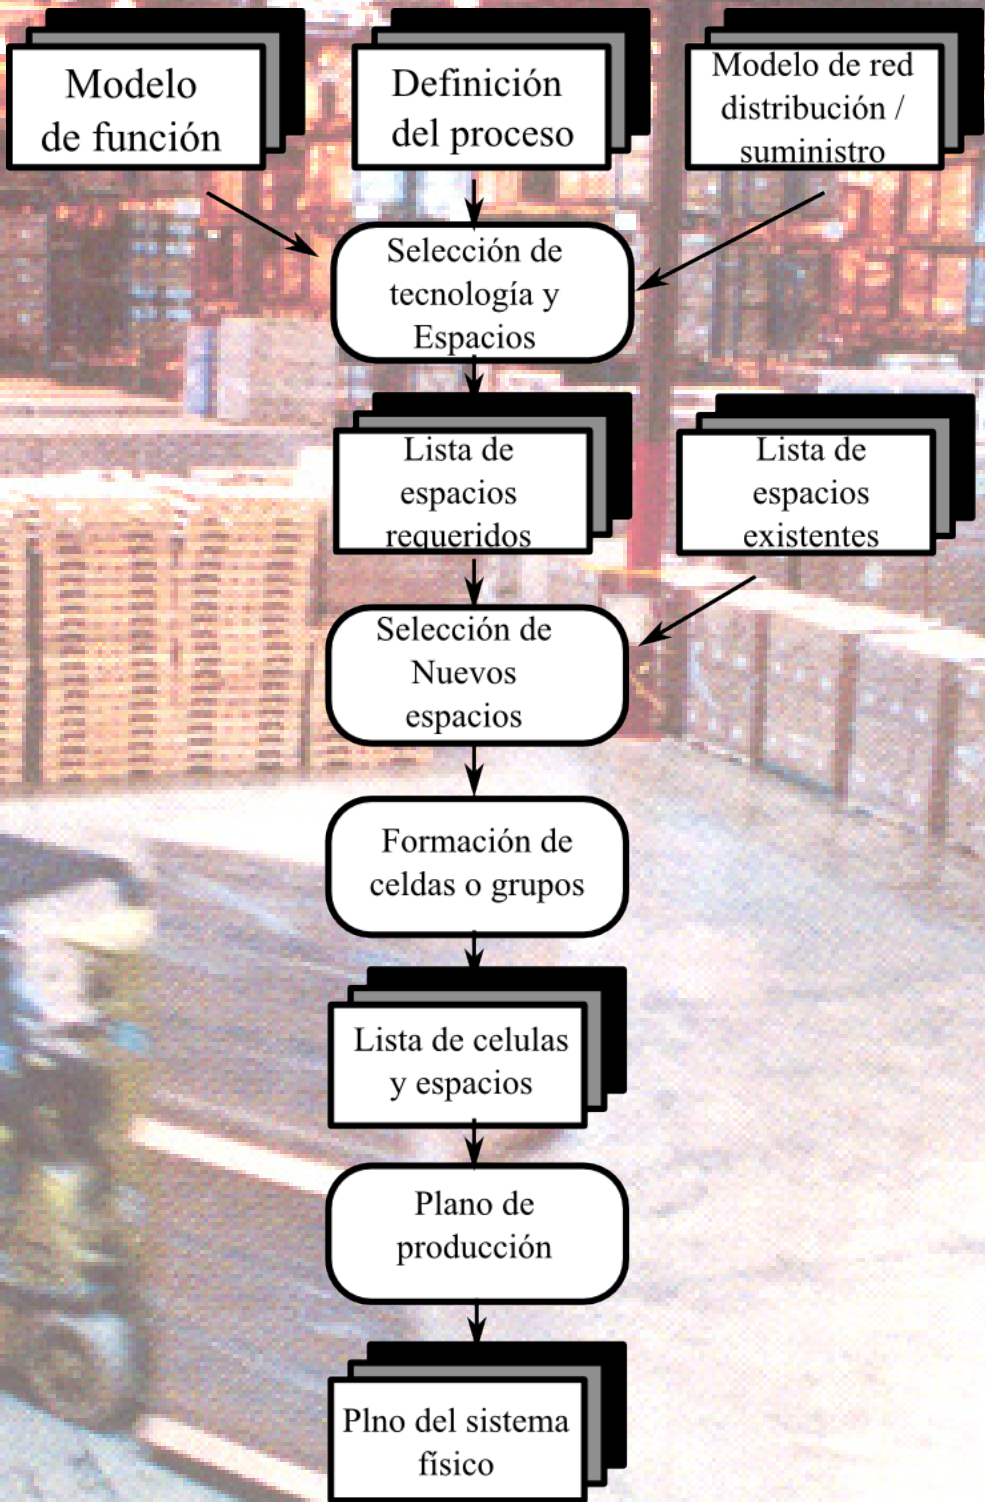 Modelo
de función
Definición
del proceso
Modelo de red
distribución /
suministro
Selección de
tecnología y
Espacios
Lista de
espacios
requeridos
Lista de
espacios
existentes
Selección de
Nuevos
espacios
Formación de
celdas o grupos
Lista de celulas
y espacios
Plano de
producción
Plno del sistema
físico